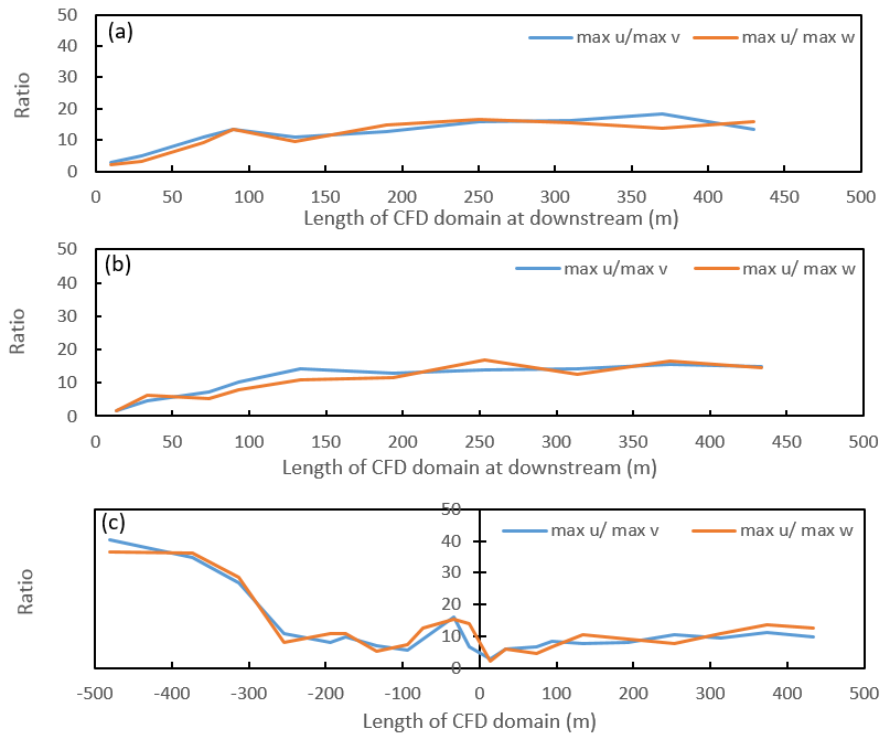 (a)
max u/max v
max u/ max w
Ratio
50
40
30
20
10
0
0 50 100 150 200 250 300 350 400 450 500
Length of CFD domain at downstream (m)
(b)
max u/max v
max u/ max w
Ratio
50
40
30
20
10
0
0 50 100 150 200 250 300 350 400 450 500
Length of CFD domain at downstream (m)
(c)
max u/ max v
max u/ max w
Ratio
50
40
30
20
10
0
-500 -400 -300 -200 -100 0 100 200 300 400 500
Length of CFD domain (m)